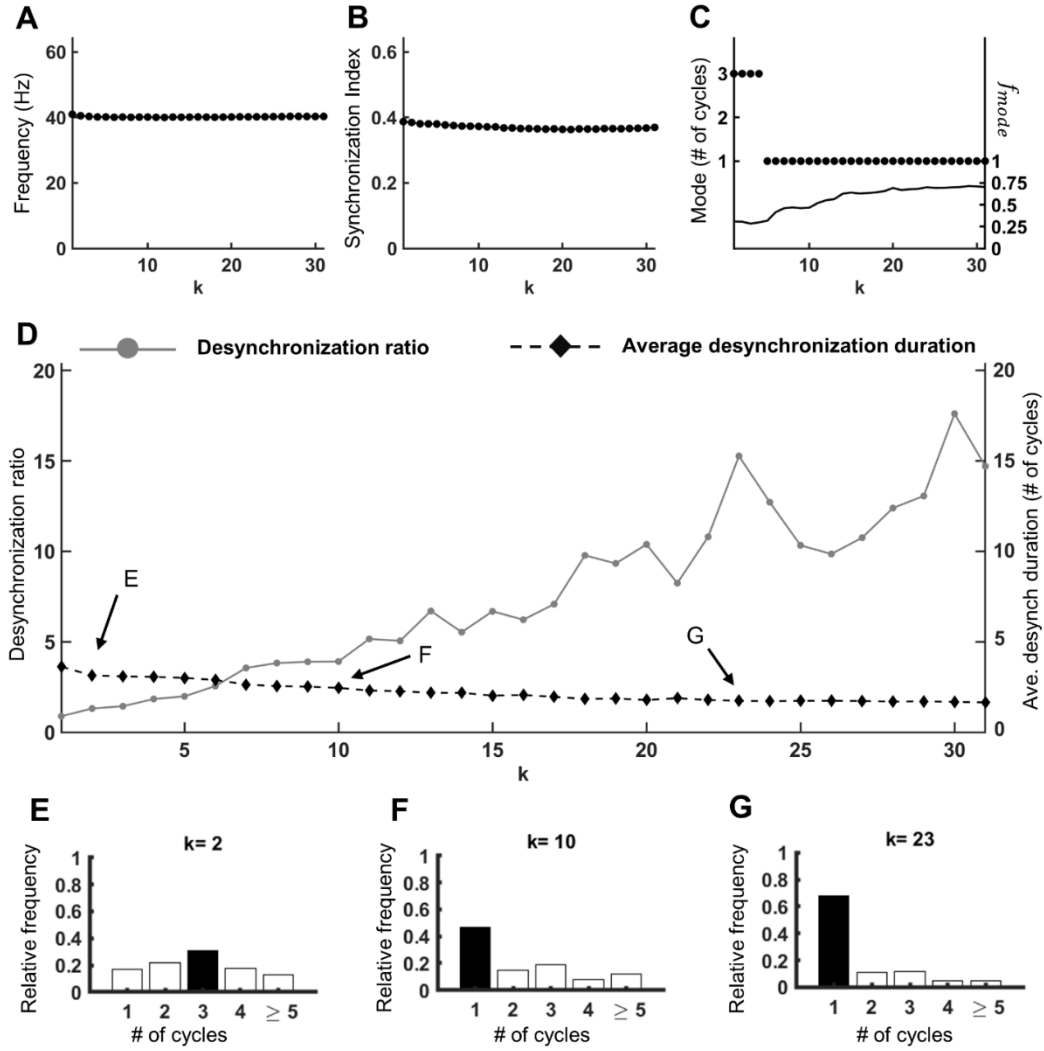 A
Frequency (Hz)
60
40
20
0
10
20
30
k
B
Synchronization Index
0.6
0.4
0.2
0
10
20
30
k
C
Mode (# of cycles)
3
2
1
f mode
1
0.75
0.5
0.25
0
10
20
30
k
D
Desynchronization ratio
Average desynchronization duration
Desynchronization ratio
20
15
10
5
0
E
F
G
20
15
10
5
0
Ave. desynch duration (# of cycles)
5
10
15
20
25
30
k
E
k= 2
Relative frequency
1
0.8
0.6
0.4
0.2
0
1 2 3 4 ≥ 5
# of cycles
F
k= 10
Relative frequency
1
0.8
0.6
0.4
0.2
0
1 2 3 4 ≥ 5
# of cycles
G
k= 23
Relative frequency
1
0.8
0.6
0.4
0.2
0
1 2 3 4 ≥ 5
# of cycles